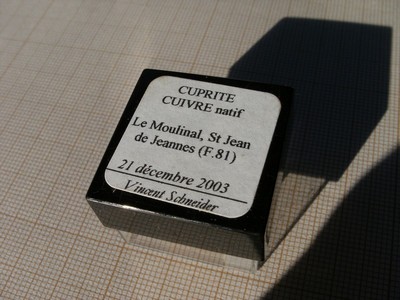 CUPRITE
CUIVRE natif
Le Moulinal, St Jean
de Jeannes (F.81)
21 décembre 2003
Vincent Schneider